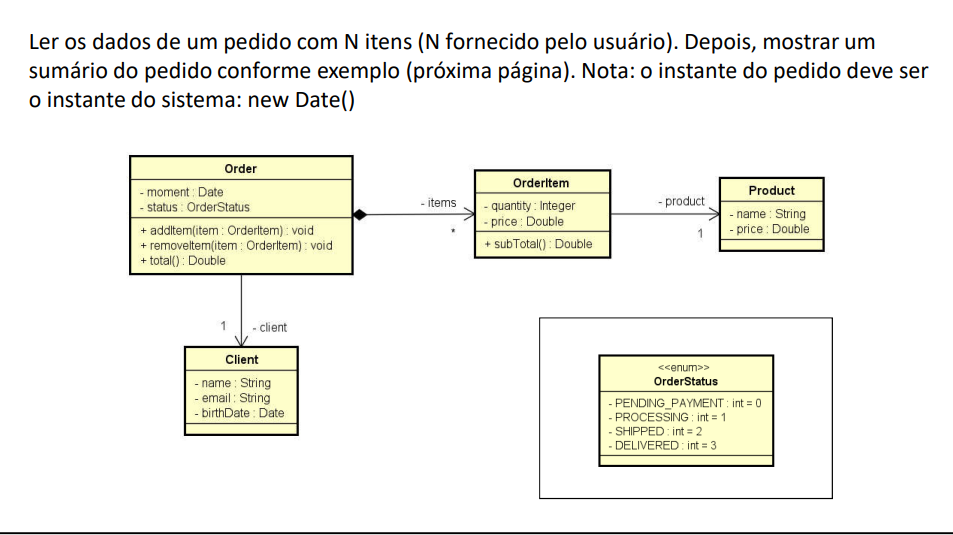 Ler os dados de um pedido com N itens (N fornecido pelo usuário). Depois, mostrar um
sumário do pedido conforme exemplo (próxima página). Nota: o instante do pedido deve ser
o instante do sistema: new Date()
Order
- moment : Date
- status : OrderStatus
+ addItem(item : OrderItem) : void
+ removeItem(item : OrderItem) : void
+ total() : Double
- items
*
OrderItem
- quantity : Integer
- price : Double
+ subTotal() : Double
- product
1
Product
- name : String
- price : Double
1 - client
Client
- name : String
- email : String
- birthDate : Date
<<enum>>
OrderStatus
- PENDING_PAYMENT : int = 0
- PROCESSING : int = 1
- SHIPPED : int = 2
- DELIVERED : int = 3